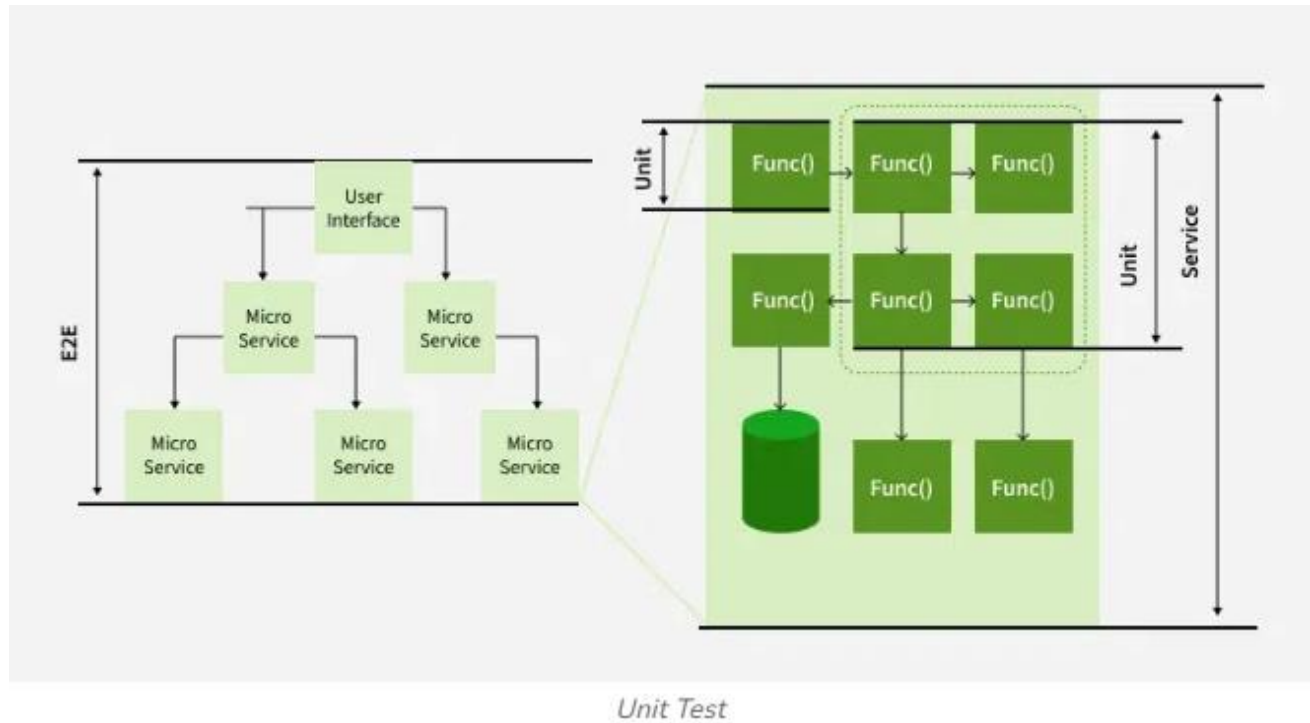 E2E
User
Interface
Micro
Service
Micro
Service
Micro
Service
Micro
Service
Micro
Service
Unit
Func()
Func()
Func()
Func()
Func()
Func()
Func()
Func()
Unit
Service
Unit Test